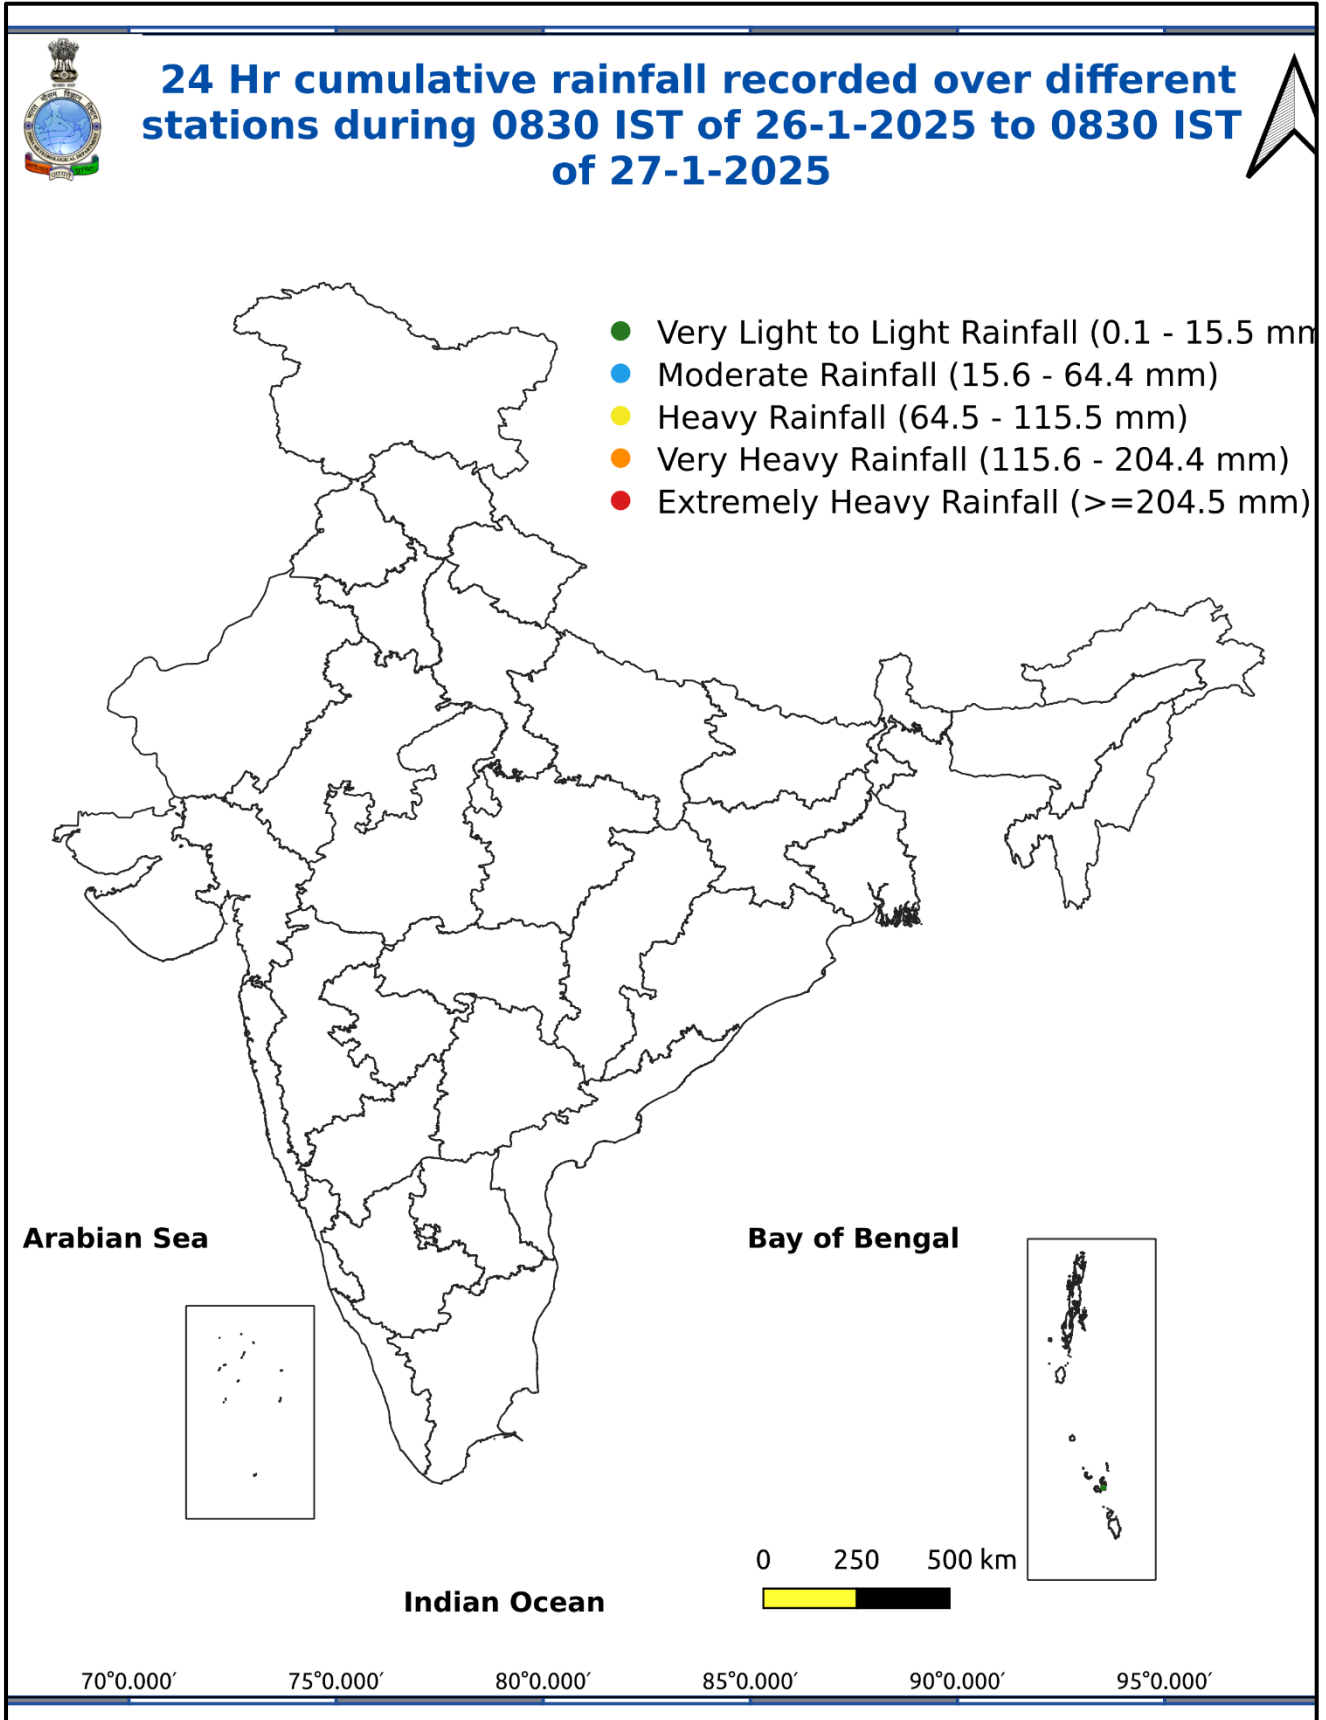 24 Hr cumulative rainfall recorded over different
stations during 0830 IST of 26-1-2025 to 0830 IST
of 27-1-2025
Very Light to Light Rainfall (0.1 - 15.5 mm
Moderate Rainfall (15.6 - 64.4 mm)
Heavy Rainfall (64.5 - 115.5 mm)
Very Heavy Rainfall (115.6 - 204.4 mm)
Extremely Heavy Rainfall (>=204.5 mm)
Arabian Sea
Bay of Bengal
0 250 500 km
Indian Ocean
70°0.000′ 75°0.000′ 80°0.000′ 85°0.000′ 90°0.000′ 95°0.000′